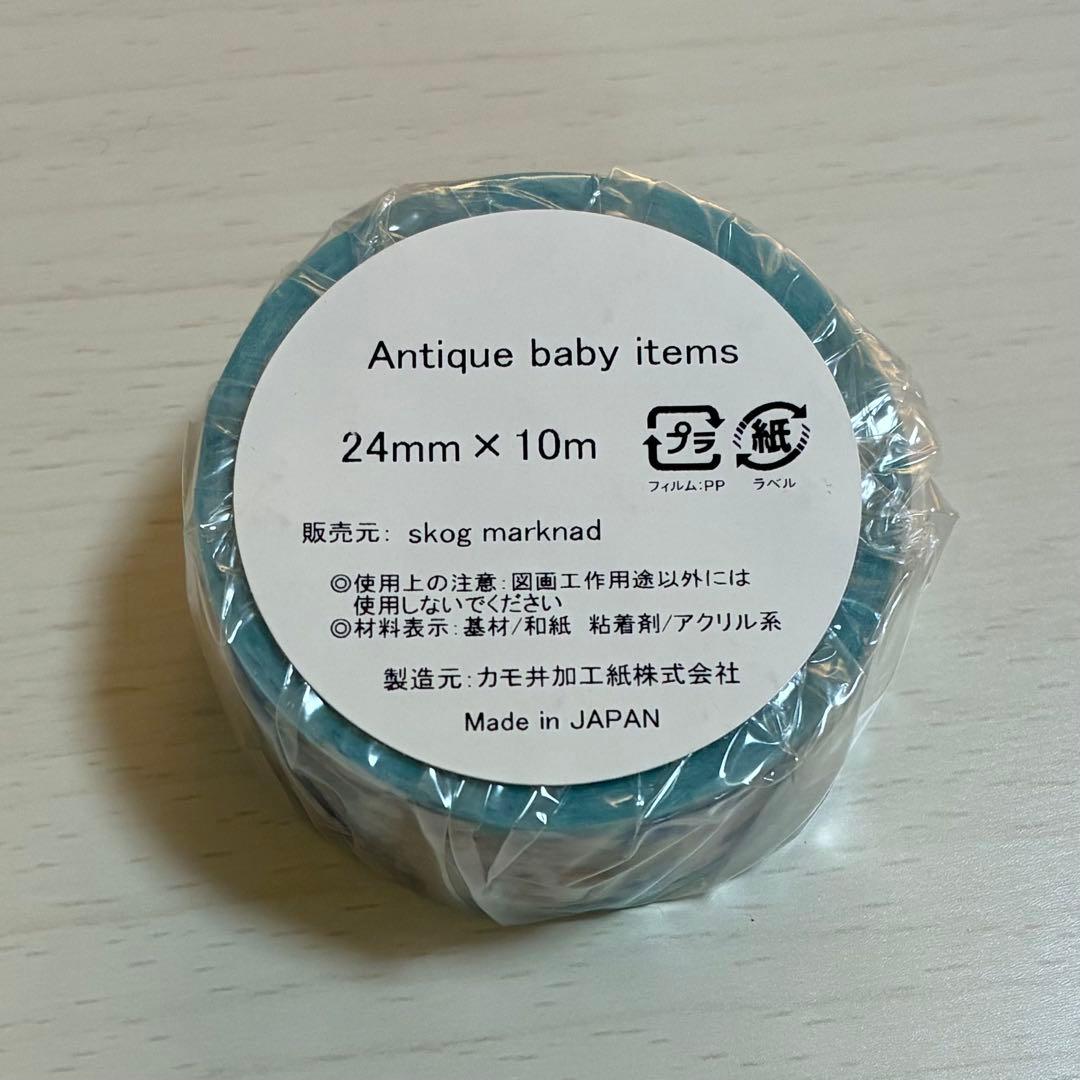 Antique baby items
24mm×10m
プラ 紙
フィルム:PP ラベル
販売元: skog marknad
◎使用上の注意:図画工作用途以外には
使用しないでください
◎材料表示:基材/和紙 粘着剤/アクリル系
製造元:カモ井加工紙株式会社
Made in JAPAN